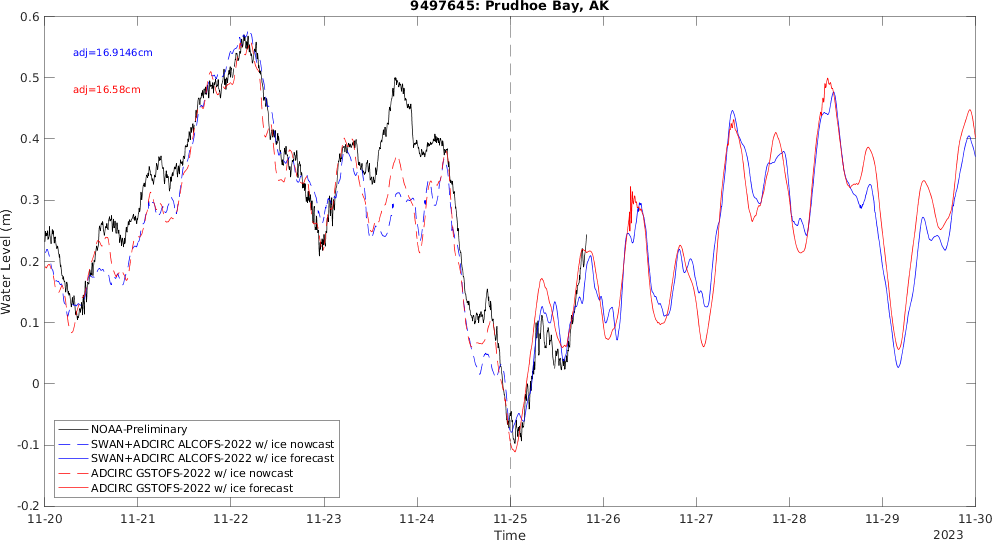 9497645: Prudhoe Bay, AK
adj=16.9146cm
adj=16.58cm
Water Level (m)
0.6
0.5
0.4
0.3
0.2
0.1
0
-0.1
-0.2
NOAA-Preliminary
SWAN+ADCIRC ALCOFS-2022 w/ ice nowcast
SWAN+ADCIRC ALCOFS-2022 w/ ice forecast
ADCIRC GSTOFS-2022 w/ ice nowcast
ADCIRC GSTOFS-2022 w/ ice forecast
11-20 11-21 11-22 11-23 11-24 11-25 11-26 11-27 11-28 11-29 11-30
Time
2023